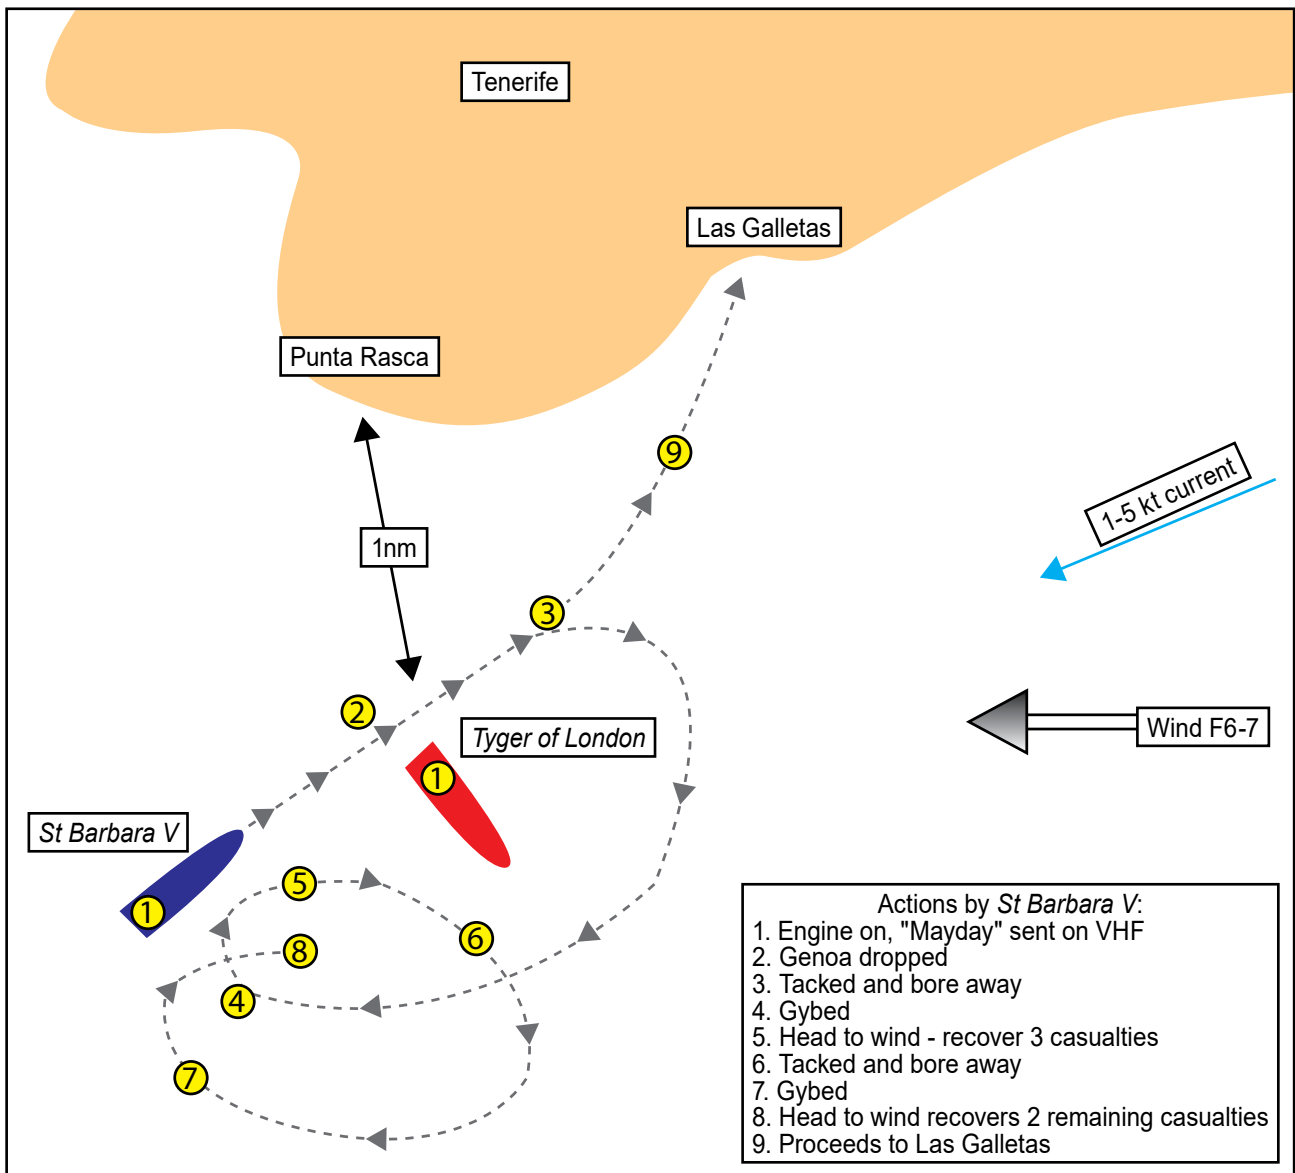 Tenerife
Las Galletas
Punta Rasca
9
1-5 kt current
1nm
3
2
Tyger of London
Wind F6-7
1
St Barbara V
5
1
6
8
4
7
Actions by St Barbara V:
1. Engine on, "Mayday" sent on VHF
2. Genoa dropped
3. Tacked and bore away
4. Gybed
5. Head to wind - recover 3 casualties
6. Tacked and bore away
7. Gybed
8. Head to wind recovers 2 remaining casualties
9. Proceeds to Las Galletas